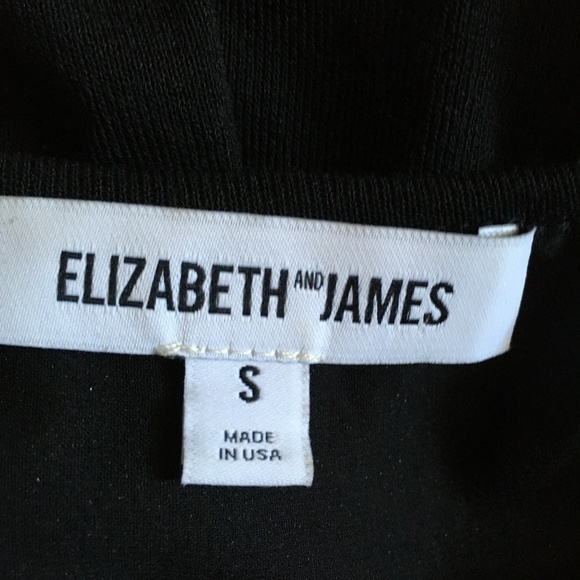 ELIZABETH AND JAMES
S
MADE
IN USA